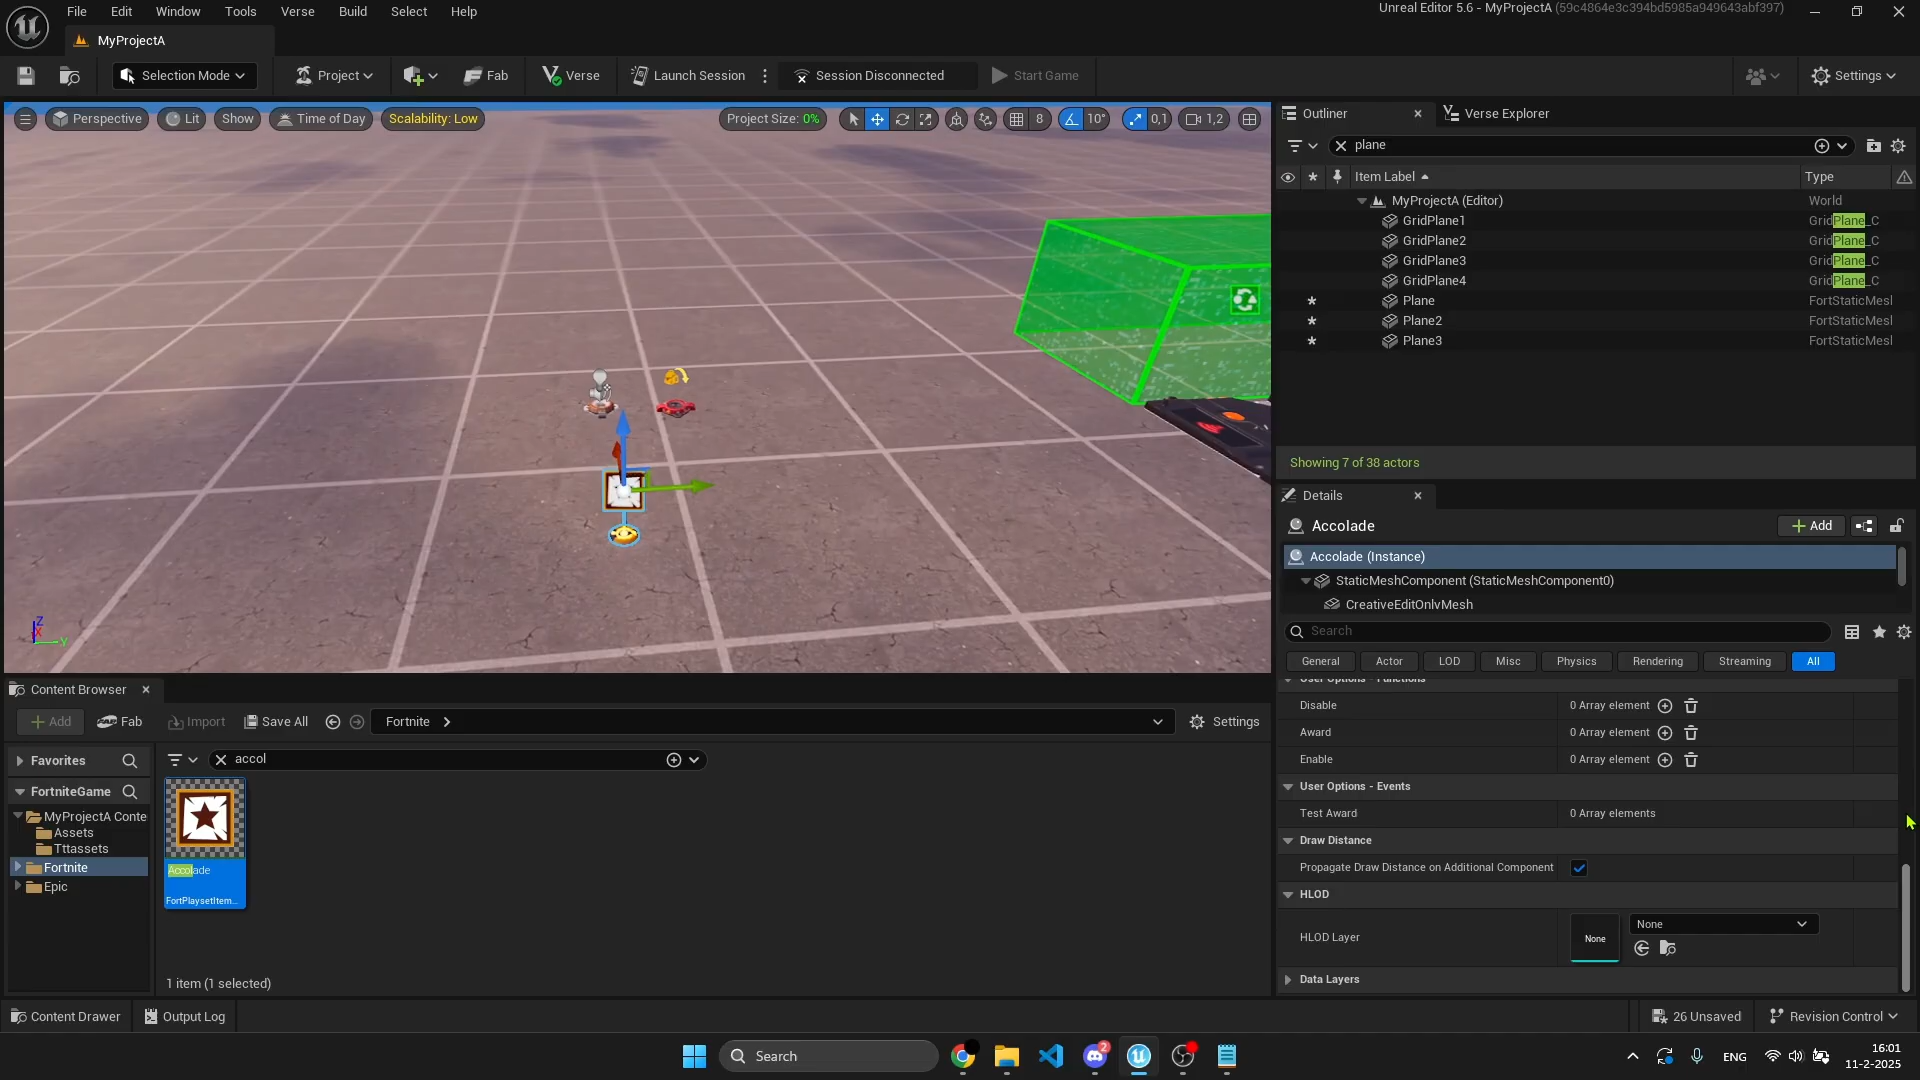 File Edit Window Tools Verse Build Select Help
Unreal Editor 5.6 - MyProjectA (59c4864e3c394bd5985a949643abf397)
MyProjectA
Selection Mode
Project
Fab
Verse
Launch Session
Session Disconnected
Start Game
Settings
Perspective
Lit
Show
Time of Day
Scalability: Low
Project Size: 0%
8
10°
0,1
1,2
Outliner
Verse Explorer
plane
Item Label
Type
MyProjectA (Editor) World
GridPlane1 GridPlane_C
GridPlane2 GridPlane_C
GridPlane3 GridPlane_C
GridPlane4 GridPlane_C
Plane FortStaticMesl
Plane2 FortStaticMesl
Plane3 FortStaticMesl
Showing 7 of 38 actors
Details
Accolade
Add
Accolade (Instance)
StaticMeshComponent (StaticMeshComponent0)
CreativeEditOnlyMesh
Search
General Actor LOD Misc Physics Rendering Streaming All
User Options - Functions
Disable 0 Array element
Award 0 Array element
Enable 0 Array element
User Options - Events
Test Award 0 Array elements
Draw Distance
Propagate Draw Distance on Additional Component
HLOD
HLOD Layer
None
None
Data Layers
Z
X
Y
Content Browser
Add
Fab
Import
Save All
Fortnite
Settings
Favorites
FortniteGame
MyProjectA Conte
Assets
Tttassets
Fortnite
Epic
accol
Accolade
FortPlaysetItem...
1 item (1 selected)
Content Drawer
Output Log
26 Unsaved
Revision Control
Search
2
ENG
16:01
11-2-2025